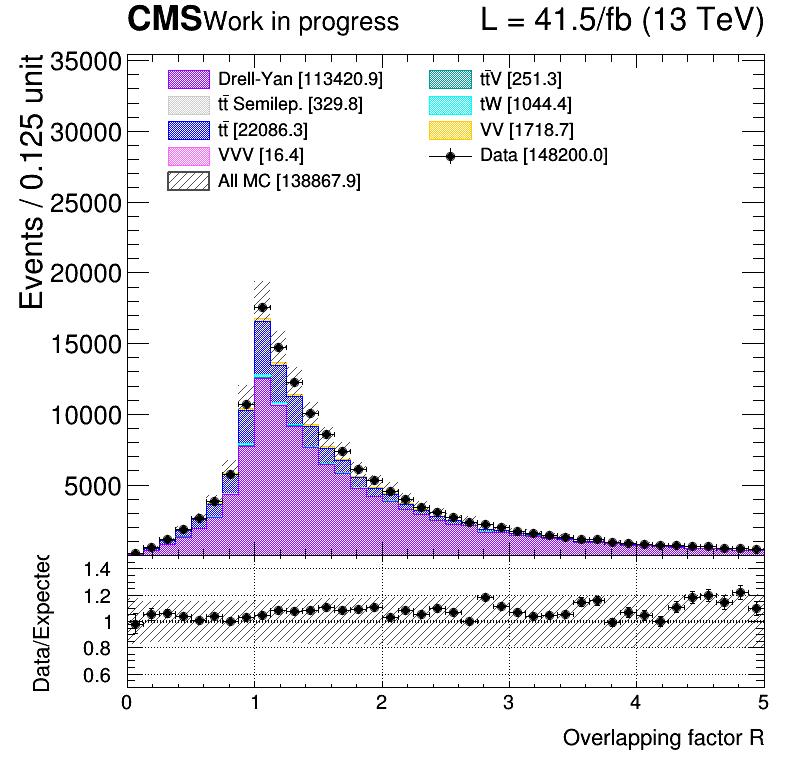 CMS Work in progress L = 41.5/fb (13 TeV)
Events / 0.125 unit
35000
30000
25000
20000
15000
10000
5000
Drell-Yan [113420.9]
tt̄ Semilep. [329.8]
tt̄ [22086.3]
VVV [16.4]
All MC [138867.9]
tt̄V [251.3]
tW [1044.4]
VV [1718.7]
Data [148200.0]
Data/Expected
1.4
1.2
1
0.8
0.6
0 1 2 3 4 5
Overlapping factor R